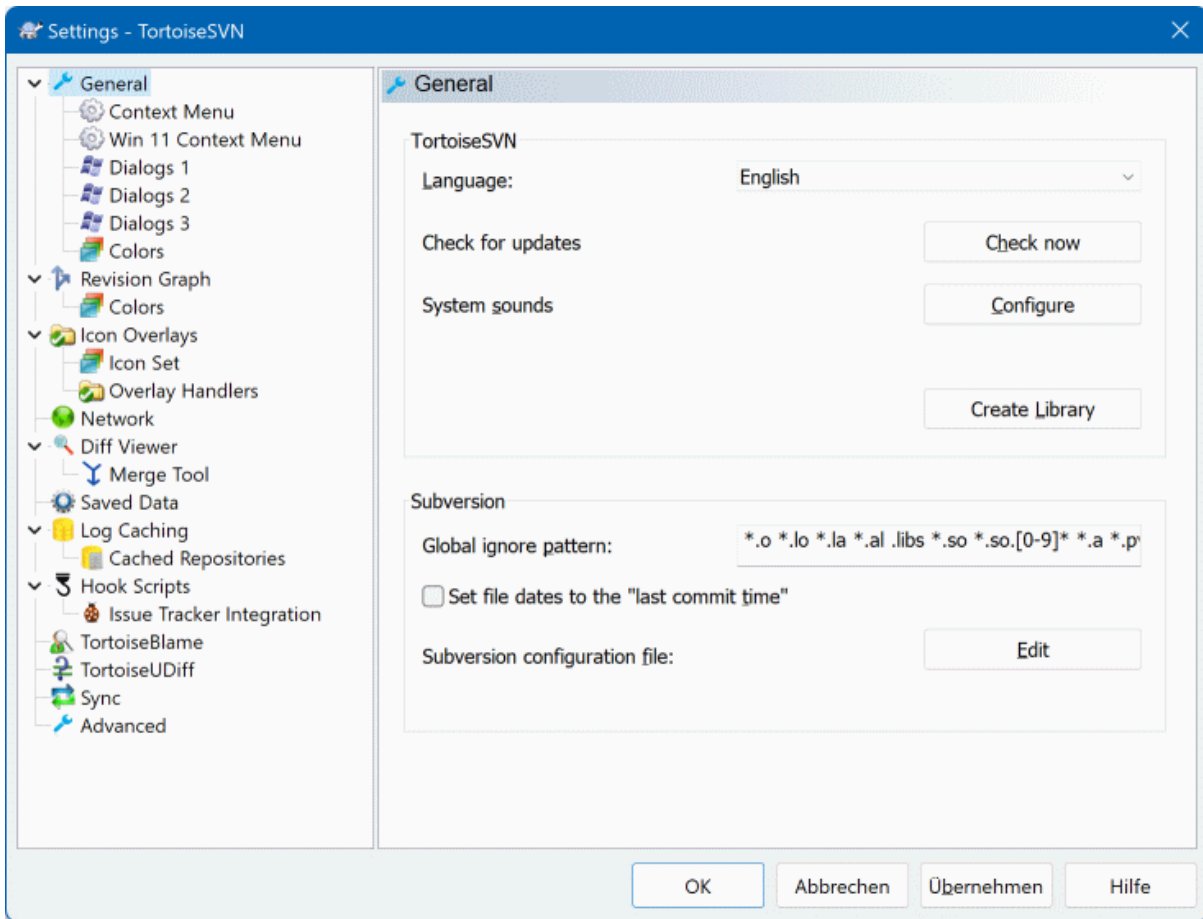 Settings - TortoiseSVN
General
Context Menu
Win 11 Context Menu
Dialogs 1
Dialogs 2
Dialogs 3
Colors
Revision Graph
Colors
Icon Overlays
Icon Set
Overlay Handlers
Network
Diff Viewer
Merge Tool
Saved Data
Log Caching
Cached Repositories
Hook Scripts
Issue Tracker Integration
TortoiseBlame
TortoiseUDiff
Sync
Advanced
General
TortoiseSVN
Language: English
Check for updates Check now
System sounds Configure
Create Library
Subversion
Global ignore pattern: *.o *.lo *.la *.al .libs *.so *.so.[0-9]* *.a
Set file dates to the "last commit time"
Subversion configuration file: Edit
OK Abbrechen Übernehmen Hilfe